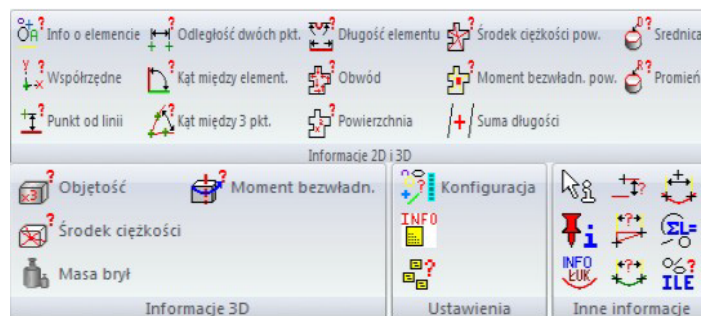 Info o elemencie Odległość dwóch pkt. Długość elementu Środek ciężkości pow. Srednica
Współrzędne Kąt między element. Obwód Moment bezwładn. pow. Promień
Punkt od linii Kąt między 3 pkt. Powierzchnia Suma długości
Informacje 2D i 3D
Objętość Moment bezwładn.
Środek ciężkości
Masa brył
Informacje 3D
Konfiguracja
INFO
Ustawienia
INFO ŁUK
ΣL=
%? ILE
Inne informacje